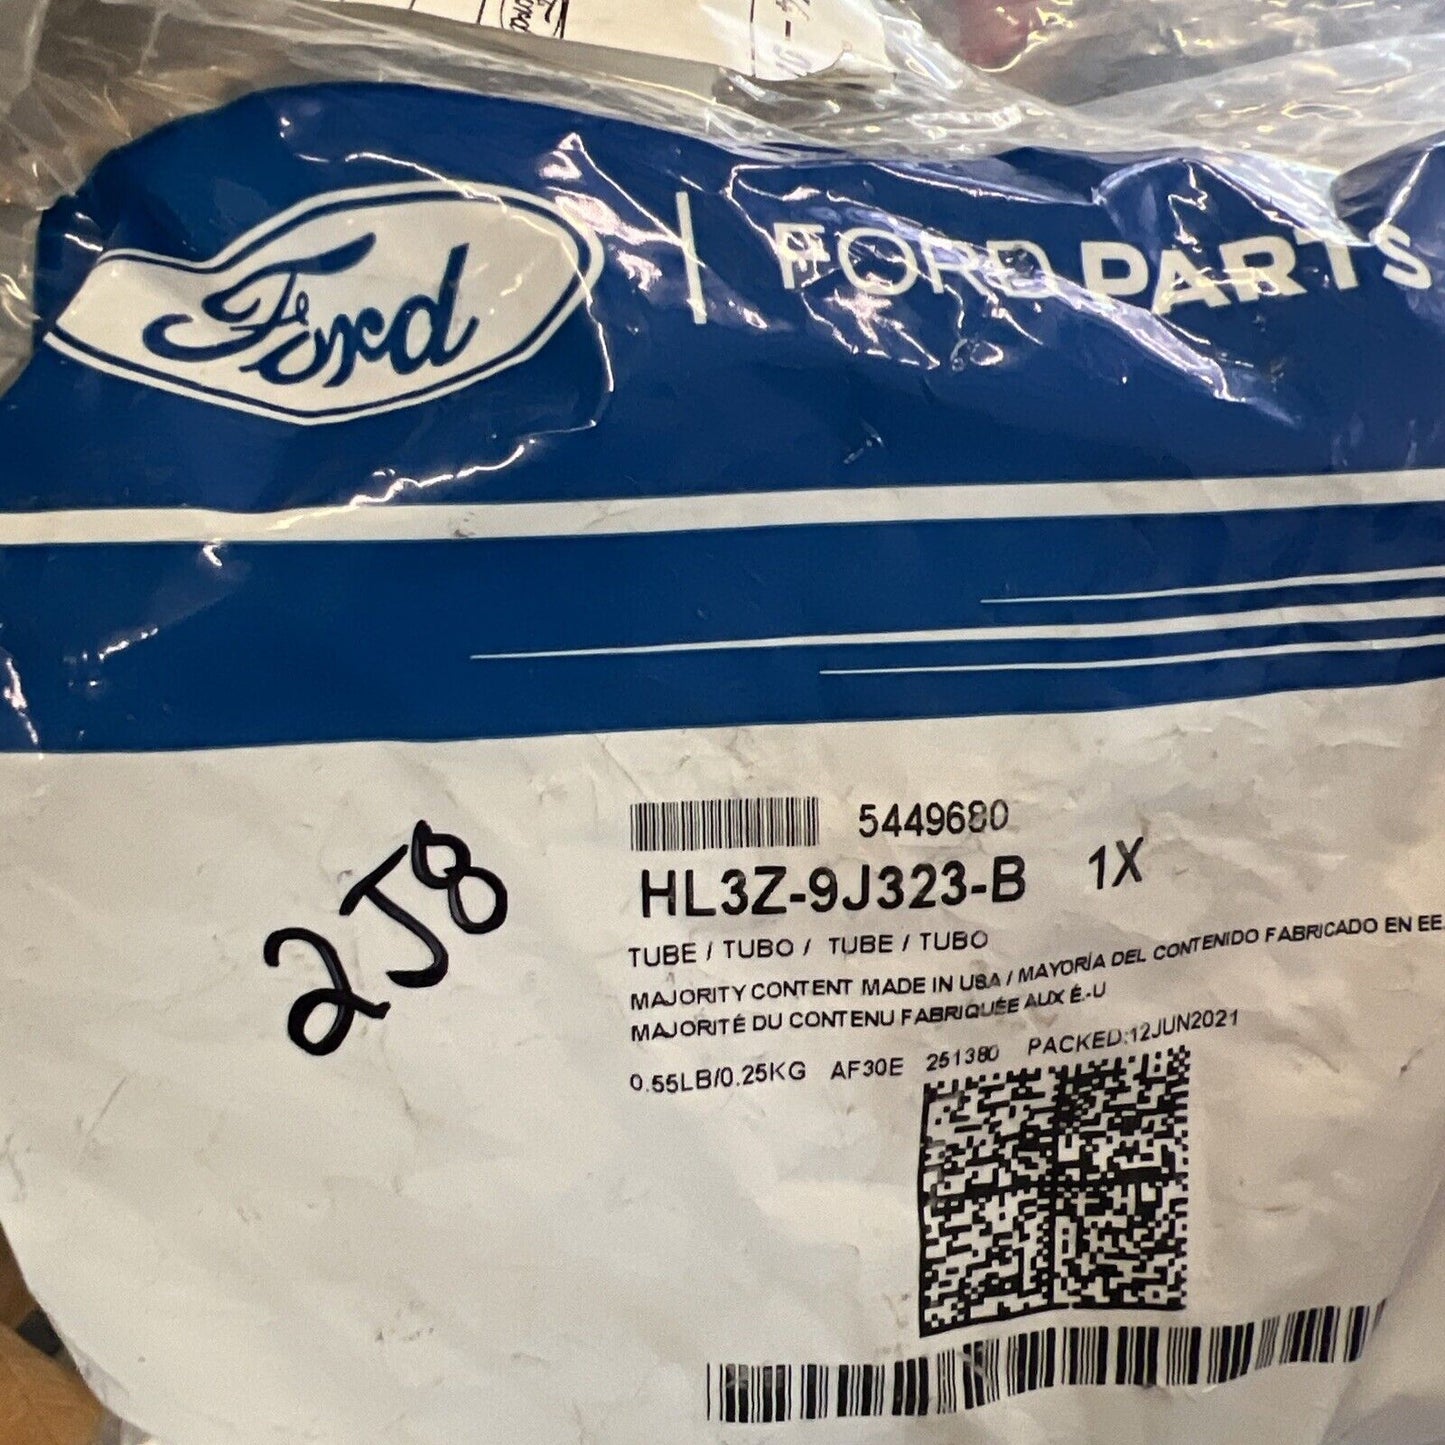 Ford
FORD PARTS
5449680
HL3Z-9J323-B 1X
2J8
TUBE / TUBO / TUBE / TUBO
MAJORITY CONTENT MADE IN USA / MAYORÍA DEL CONTENIDO FABRICADO EN EE.
MAJORITÉ DU CONTENU FABRIQUÉE AUX É.-U
0.55LB/0.25KG AF30E 251380 PACKED:12JUN2021